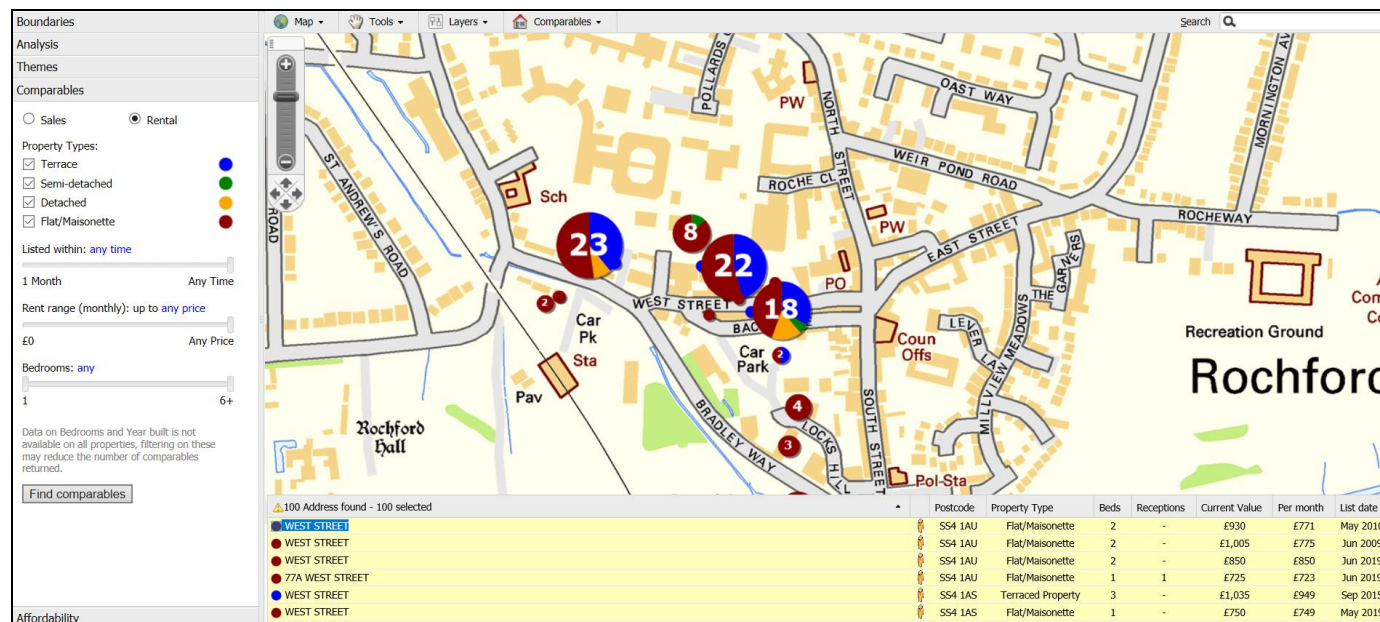 Boundaries
Analysis
Themes
Comparables
Sales Rental
Property Types:
Terrace
Semi-detached
Detached
Flat/Maisonette
Listed within: any time
1 Month Any Time
Rent range (monthly): up to any price
£0 Any Price
Bedrooms: any
1 6+
Data on Bedrooms and Year built is not
available on all properties, filtering on these
may reduce the number of comparables
returned.
Find comparables
Affordability
Map Tools Layers Comparables Search
POLLARDS
PW
NORTH STREET
OAST WAY
MORNINGTON AV
WEIR POND ROAD
ROCHE CL
ST ANDREW'S ROAD
ROAD
Sch
PW
ROCHEWAY
EAST STREET
23
8
22
18
PO
THE GARNERS
WEST STREET
BAC
2
Car
Pk
Car
Park
2
Coun
Offs
LEVER LA
MILLVIEW MEADOWS
Recreation Ground
Com
Rochford
Sta
Pav
Rochford
Hall
BRADLEY WAY
4
3
LOCKS HIL
SOUTH STREET
Pol Sta
100 Address found - 100 selected Postcode Property Type Beds Receptions Current Value Per month List date
WEST STREET SS4 1AU Flat/Maisonette 2 - £930 £771 May 2010
WEST STREET SS4 1AU Flat/Maisonette 2 - £1,005 £775 Jun 2009
WEST STREET SS4 1AU Flat/Maisonette 2 - £850 £850 Jun 2019
77A WEST STREET SS4 1AU Flat/Maisonette 1 1 £725 £723 Jun 2019
WEST STREET SS4 1AS Terraced Property 3 - £1,035 £949 Sep 2015
WEST STREET SS4 1AS Flat/Maisonette 1 - £750 £749 May 2019